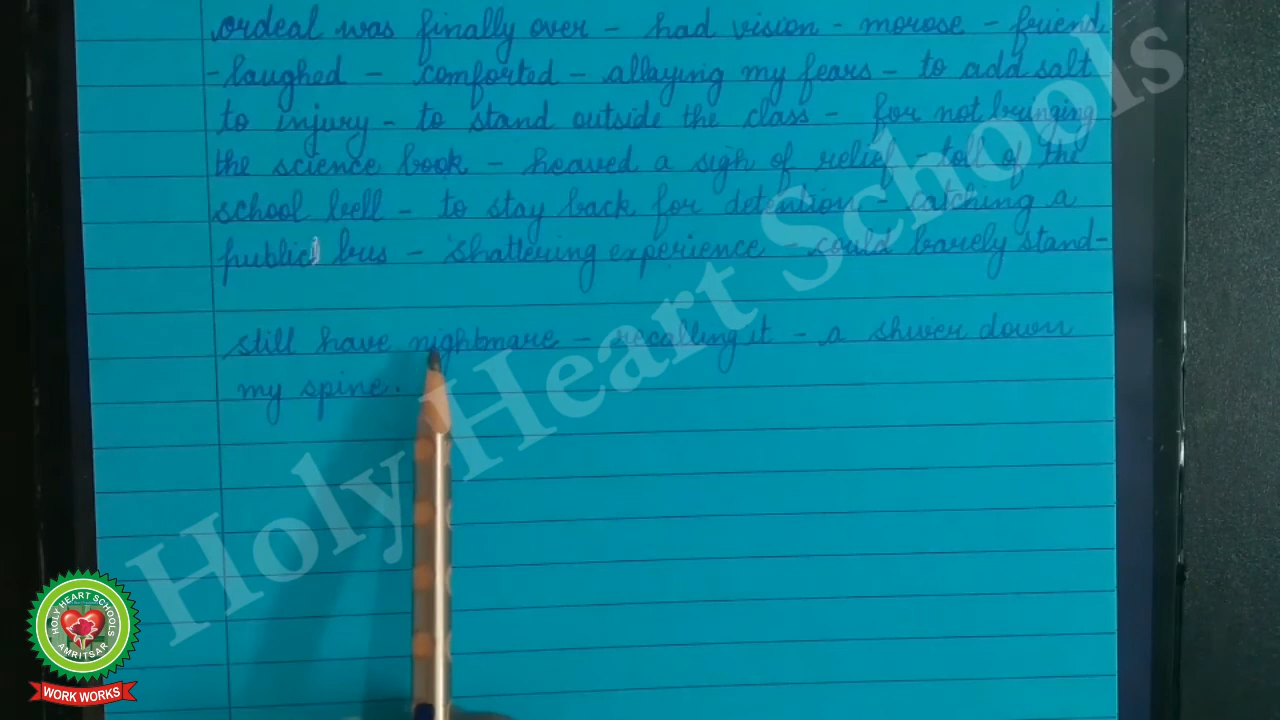 ordeal was finally over - had vision - morose - friend
- laughed - comforted - allaying my fears - to add salt
to injury - to stand outside the class - for not bringing
the science book - heaved a sigh of relief - toll of the
school bell - to stay back for detention - catching a
public bus - shattering experience - could barely stand-
still have nightmare - recalling it - a shiver down
my spine.
Holy Heart Schools
HOLY HEART SCHOOLS
AMRITSAR
WORK WORKS